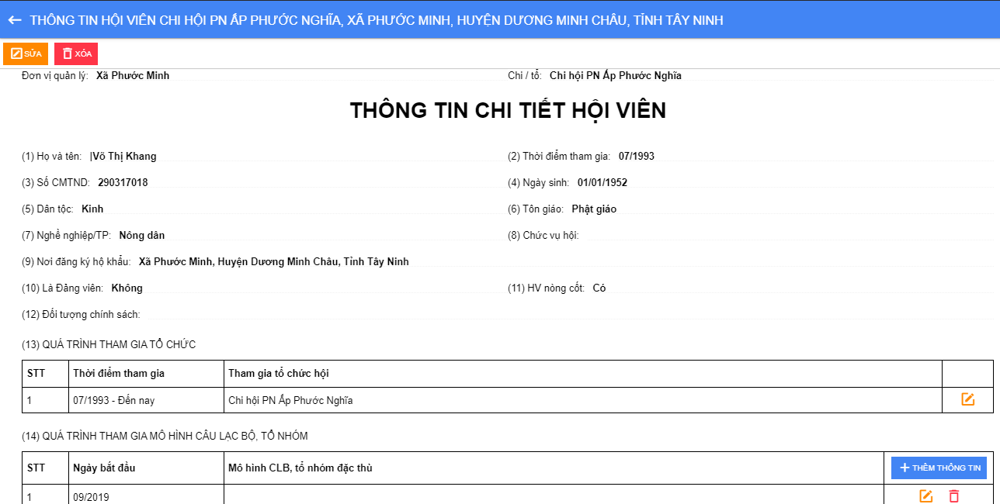 THÔNG TIN HỘI VIÊN CHI HỘI PN ẤP PHƯỚC NGHĨA, XÃ PHƯỚC MINH, HUYỆN DƯƠNG MINH CHÂU, TỈNH TÂY NINH
SỬA XÓA
Đơn vị quản lý: Xã Phước Minh Chi / tổ: Chi hội PN Ấp Phước Nghĩa
THÔNG TIN CHI TIẾT HỘI VIÊN
(1) Họ và tên: |Võ Thị Khang (2) Thời điểm tham gia: 07/1993
(3) Số CMTND: 290317018 (4) Ngày sinh: 01/01/1952
(5) Dân tộc: Kinh (6) Tôn giáo: Phật giáo
(7) Nghề nghiệp/TP: Nông dân (8) Chức vụ hội:
(9) Nơi đăng ký hộ khẩu: Xã Phước Minh, Huyện Dương Minh Châu, Tỉnh Tây Ninh
(10) Là Đảng viên: Không (11) HV nòng cốt: Có
(12) Đối tượng chính sách:
(13) QUÁ TRÌNH THAM GIA TỔ CHỨC
STT Thời điểm tham gia Tham gia tổ chức hội
1 07/1993 - Đến nay Chi hội PN Ấp Phước Nghĩa
(14) QUÁ TRÌNH THAM GIA MÔ HÌNH CÂU LẠC BỘ, TỔ NHÓM
STT Ngày bắt đầu Mô hình CLB, tổ nhóm đặc thù THÊM THÔNG TIN
1 09/2019